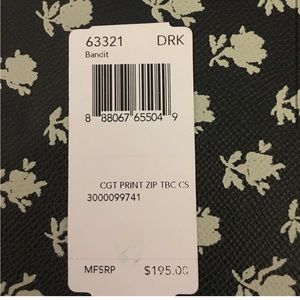 63321 DRK
Bandit
8 88067 65504 9
CGT PRINT ZIP TBC CS
3000099741
MFSRP $195.00